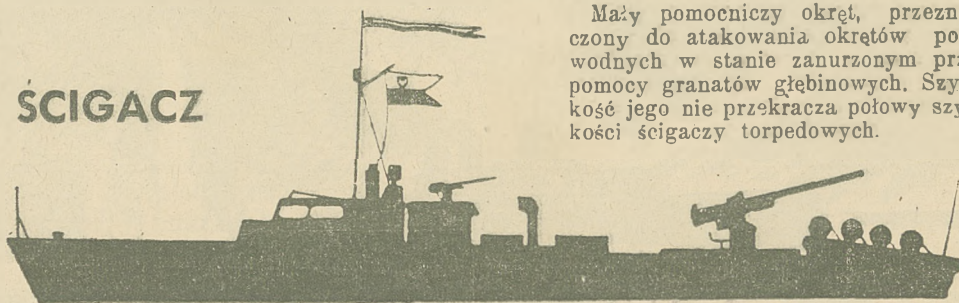 ŚCIGACZ
Mały pomocniczy okręt, przezn
czony do atakowania okrętów po
wodnych w stanie zanurzonym prz
pomocy granatów głębinowych. Szy
kość jego nie przekracza połowy szy
kości ścigaczy torpedowych.